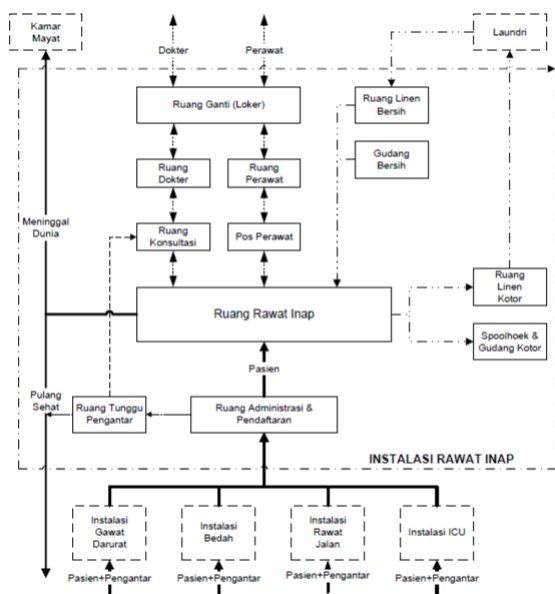 Kamar
Mayat
Dokter
Perawat
Laundri
Ruang Ganti (Loker)
Ruang Linen
Bersih
Ruang
Dokter
Ruang
Perawat
Gudang
Bersih
Meninggal
Dunia
Ruang
Konsultasi
Pos Perawat
Ruang Rawat Inap
Ruang
Linen
Kotor
Spoolhoek &
Gudang Kotor
Pasien
Pulang
Sehat
Ruang Tunggu
Pengantar
Ruang Administrasi &
Pendaftaran
INSTALASI RAWAT INAP
Instalasi
Gawat
Darurat
Instalasi
Bedah
Instalasi
Rawat
Jalan
Instalasi ICU
Pasien+Pengantar
Pasien+Pengantar
Pasien+Pengantar
Pasien+Pengantar